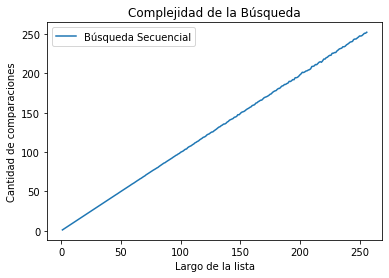 Complejidad de la Búsqueda
Búsqueda Secuencial
Cantidad de comparaciones
250
200
150
100
50
0
0 50 100 150 200 250
Largo de la lista